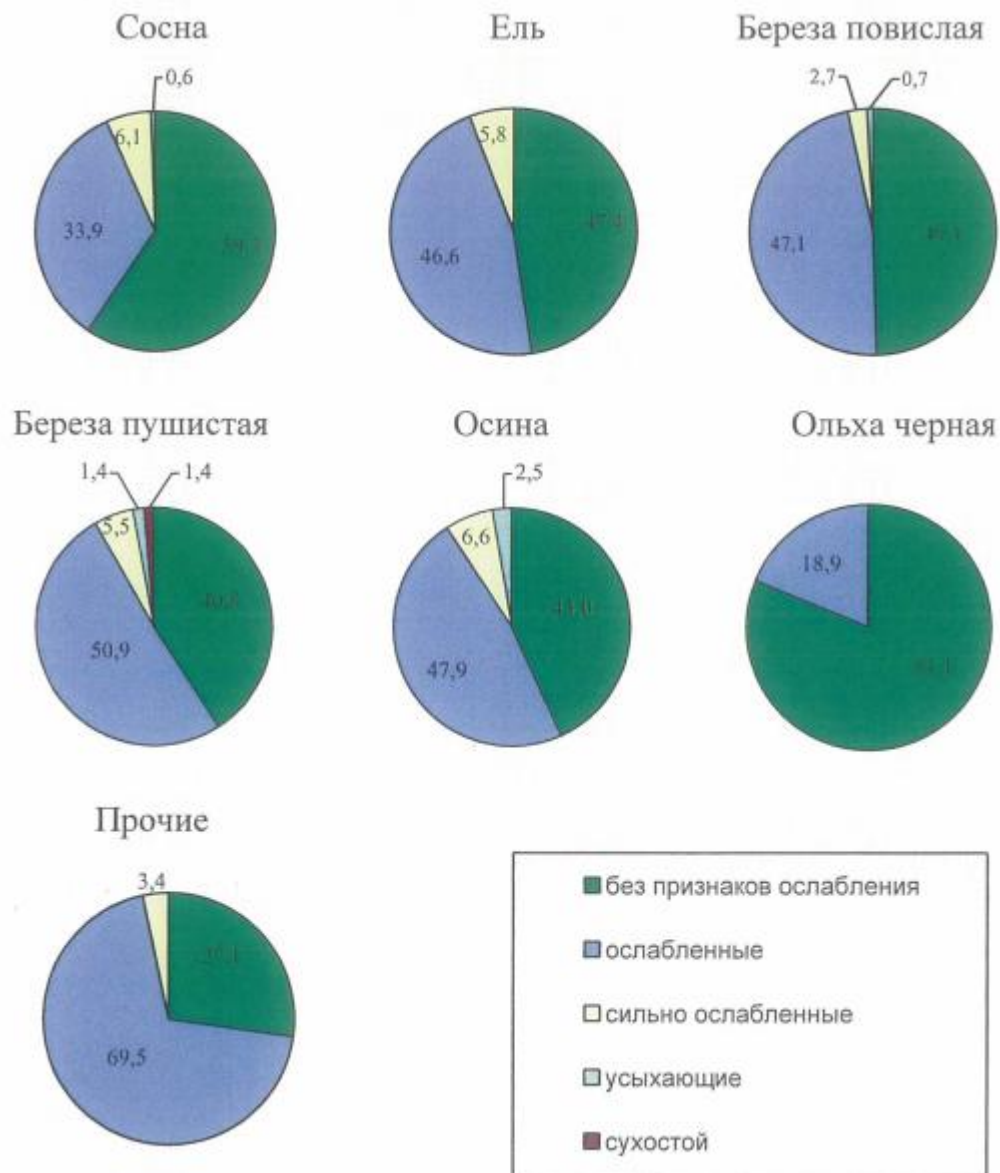 Сосна
Ель
Береза повислая
0,6
6,1
33,9
5,8
46,6
2,7
0,7
47,1
Береза пушистая
Осина
Ольха черная
1,4
1,4
5,5
50,9
2,5
6,6
47,9
18,9
Прочие
3,4
69,5
без признаков ослабления
ослабленные
сильно ослабленные
усыхающие
сухостой